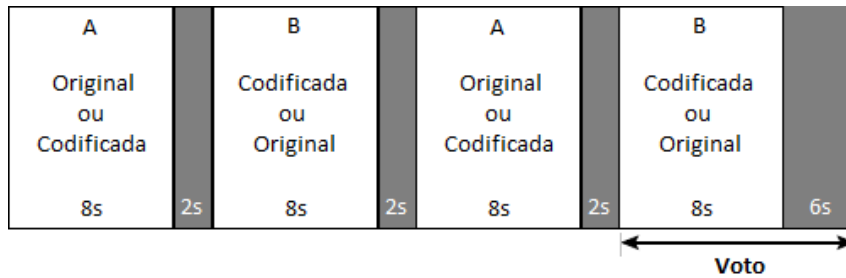 A
Original
ou
Codificada
8s
2s
B
Codificada
ou
Original
8s
2s
A
Original
ou
Codificada
8s
2s
B
Codificada
ou
Original
8s
6s
Voto